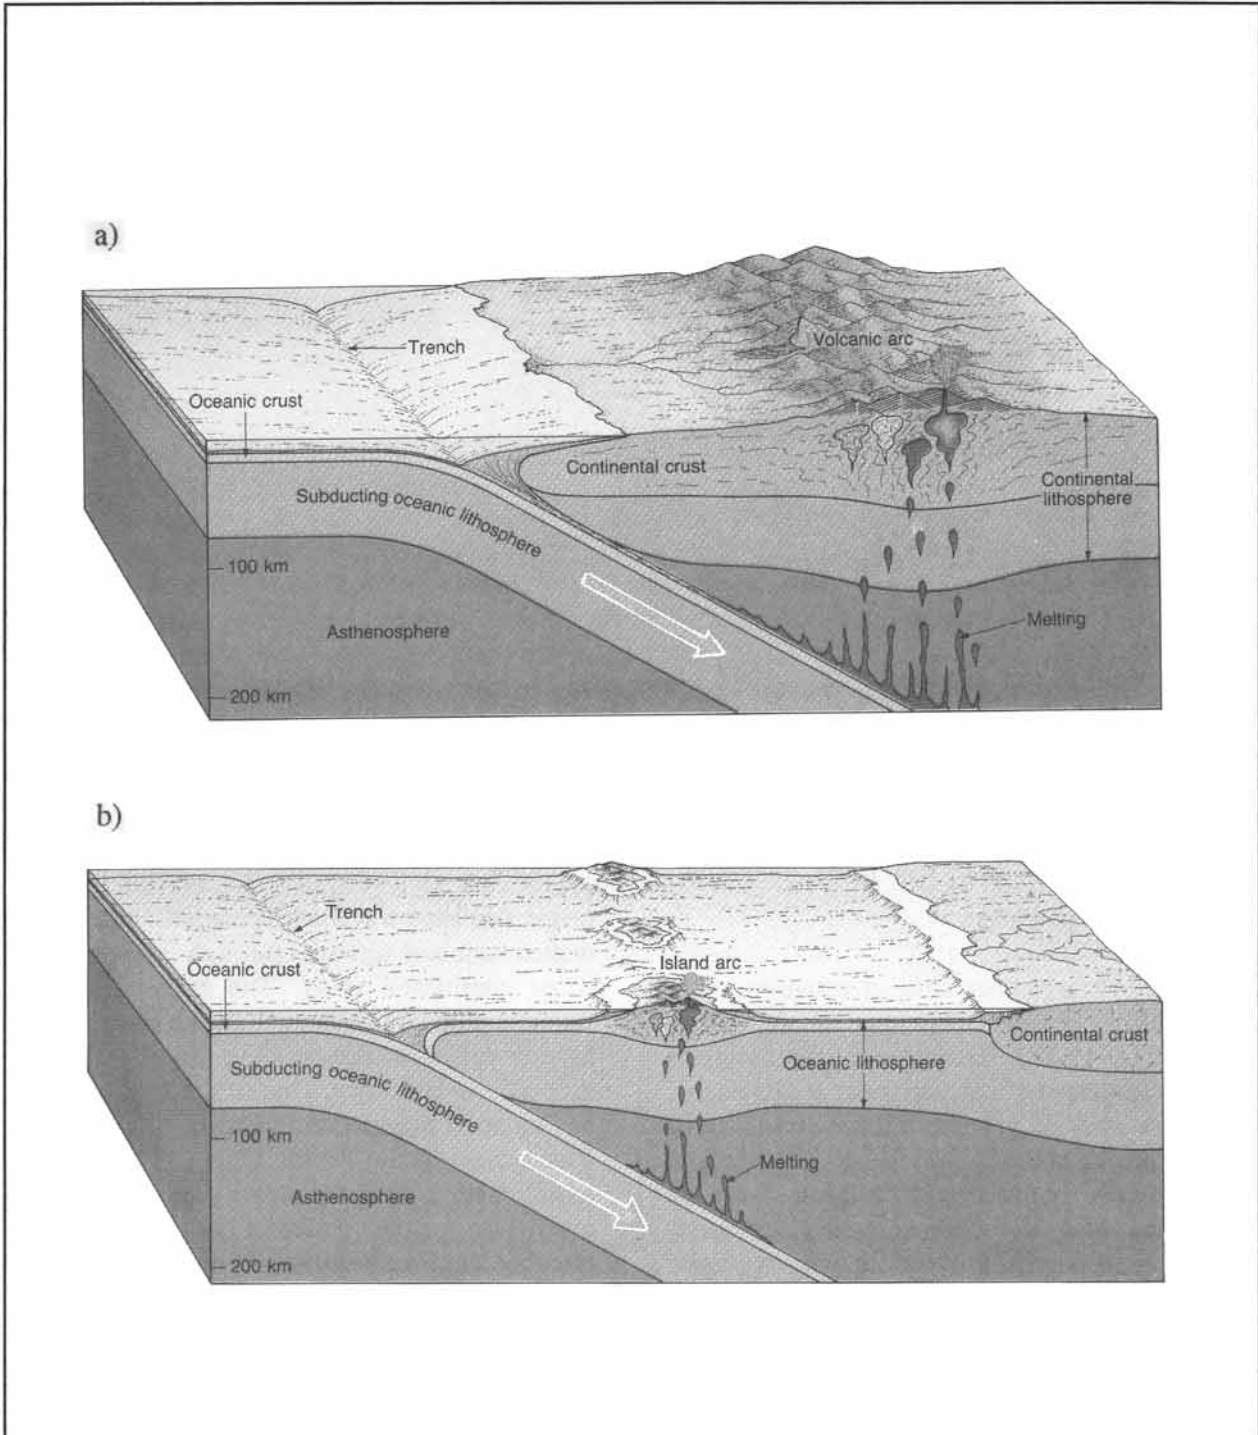 a)
Volcanic arc
Trench
Oceanic crust
Continental crust
Continental
lithosphere
Subducting oceanic lithosphere
100 km
Asthenosphere
Melting
200 km
b)
Trench
Island arc
Oceanic crust
Continental crust
Oceanic lithosphere
Subducting oceanic lithosphere
100 km
Melting
Asthenosphere
200 km